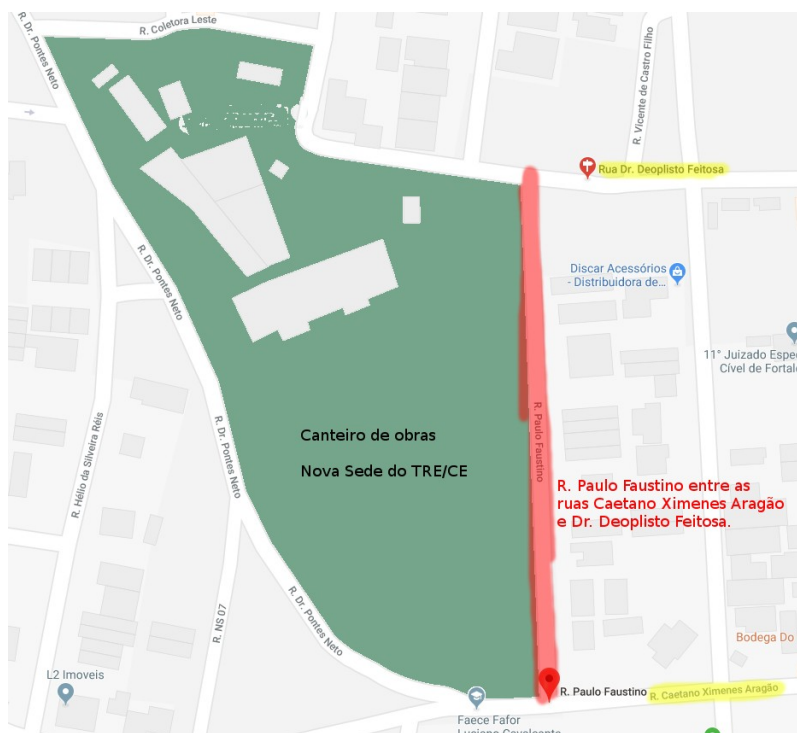 R. Dr. Pontes Neto
R. Coletora Leste
R. Vicente de Castro Filho
Rua Dr. Deoplisto Feitosa
R. Dr. Pontes Neto
Discar Acessórios
- Distribuidora de...
11° Juizado Espec
Cível de Fortale
R. Hélio da Silveira Réis
R. Dr. Pontes Neto
Canteiro de obras
Nova Sede do TRE/CE
R. Paulo Faustino
R. Paulo Faustino entre as
ruas Caetano Ximenes Aragão
e Dr. Deoplisto Feitosa.
R. NS 07
R. Dr. Pontes Neto
Bodega Do
L2 Imoveis
R. Paulo Faustino
R. Caetano Ximenes Aragão
Faece Fafor